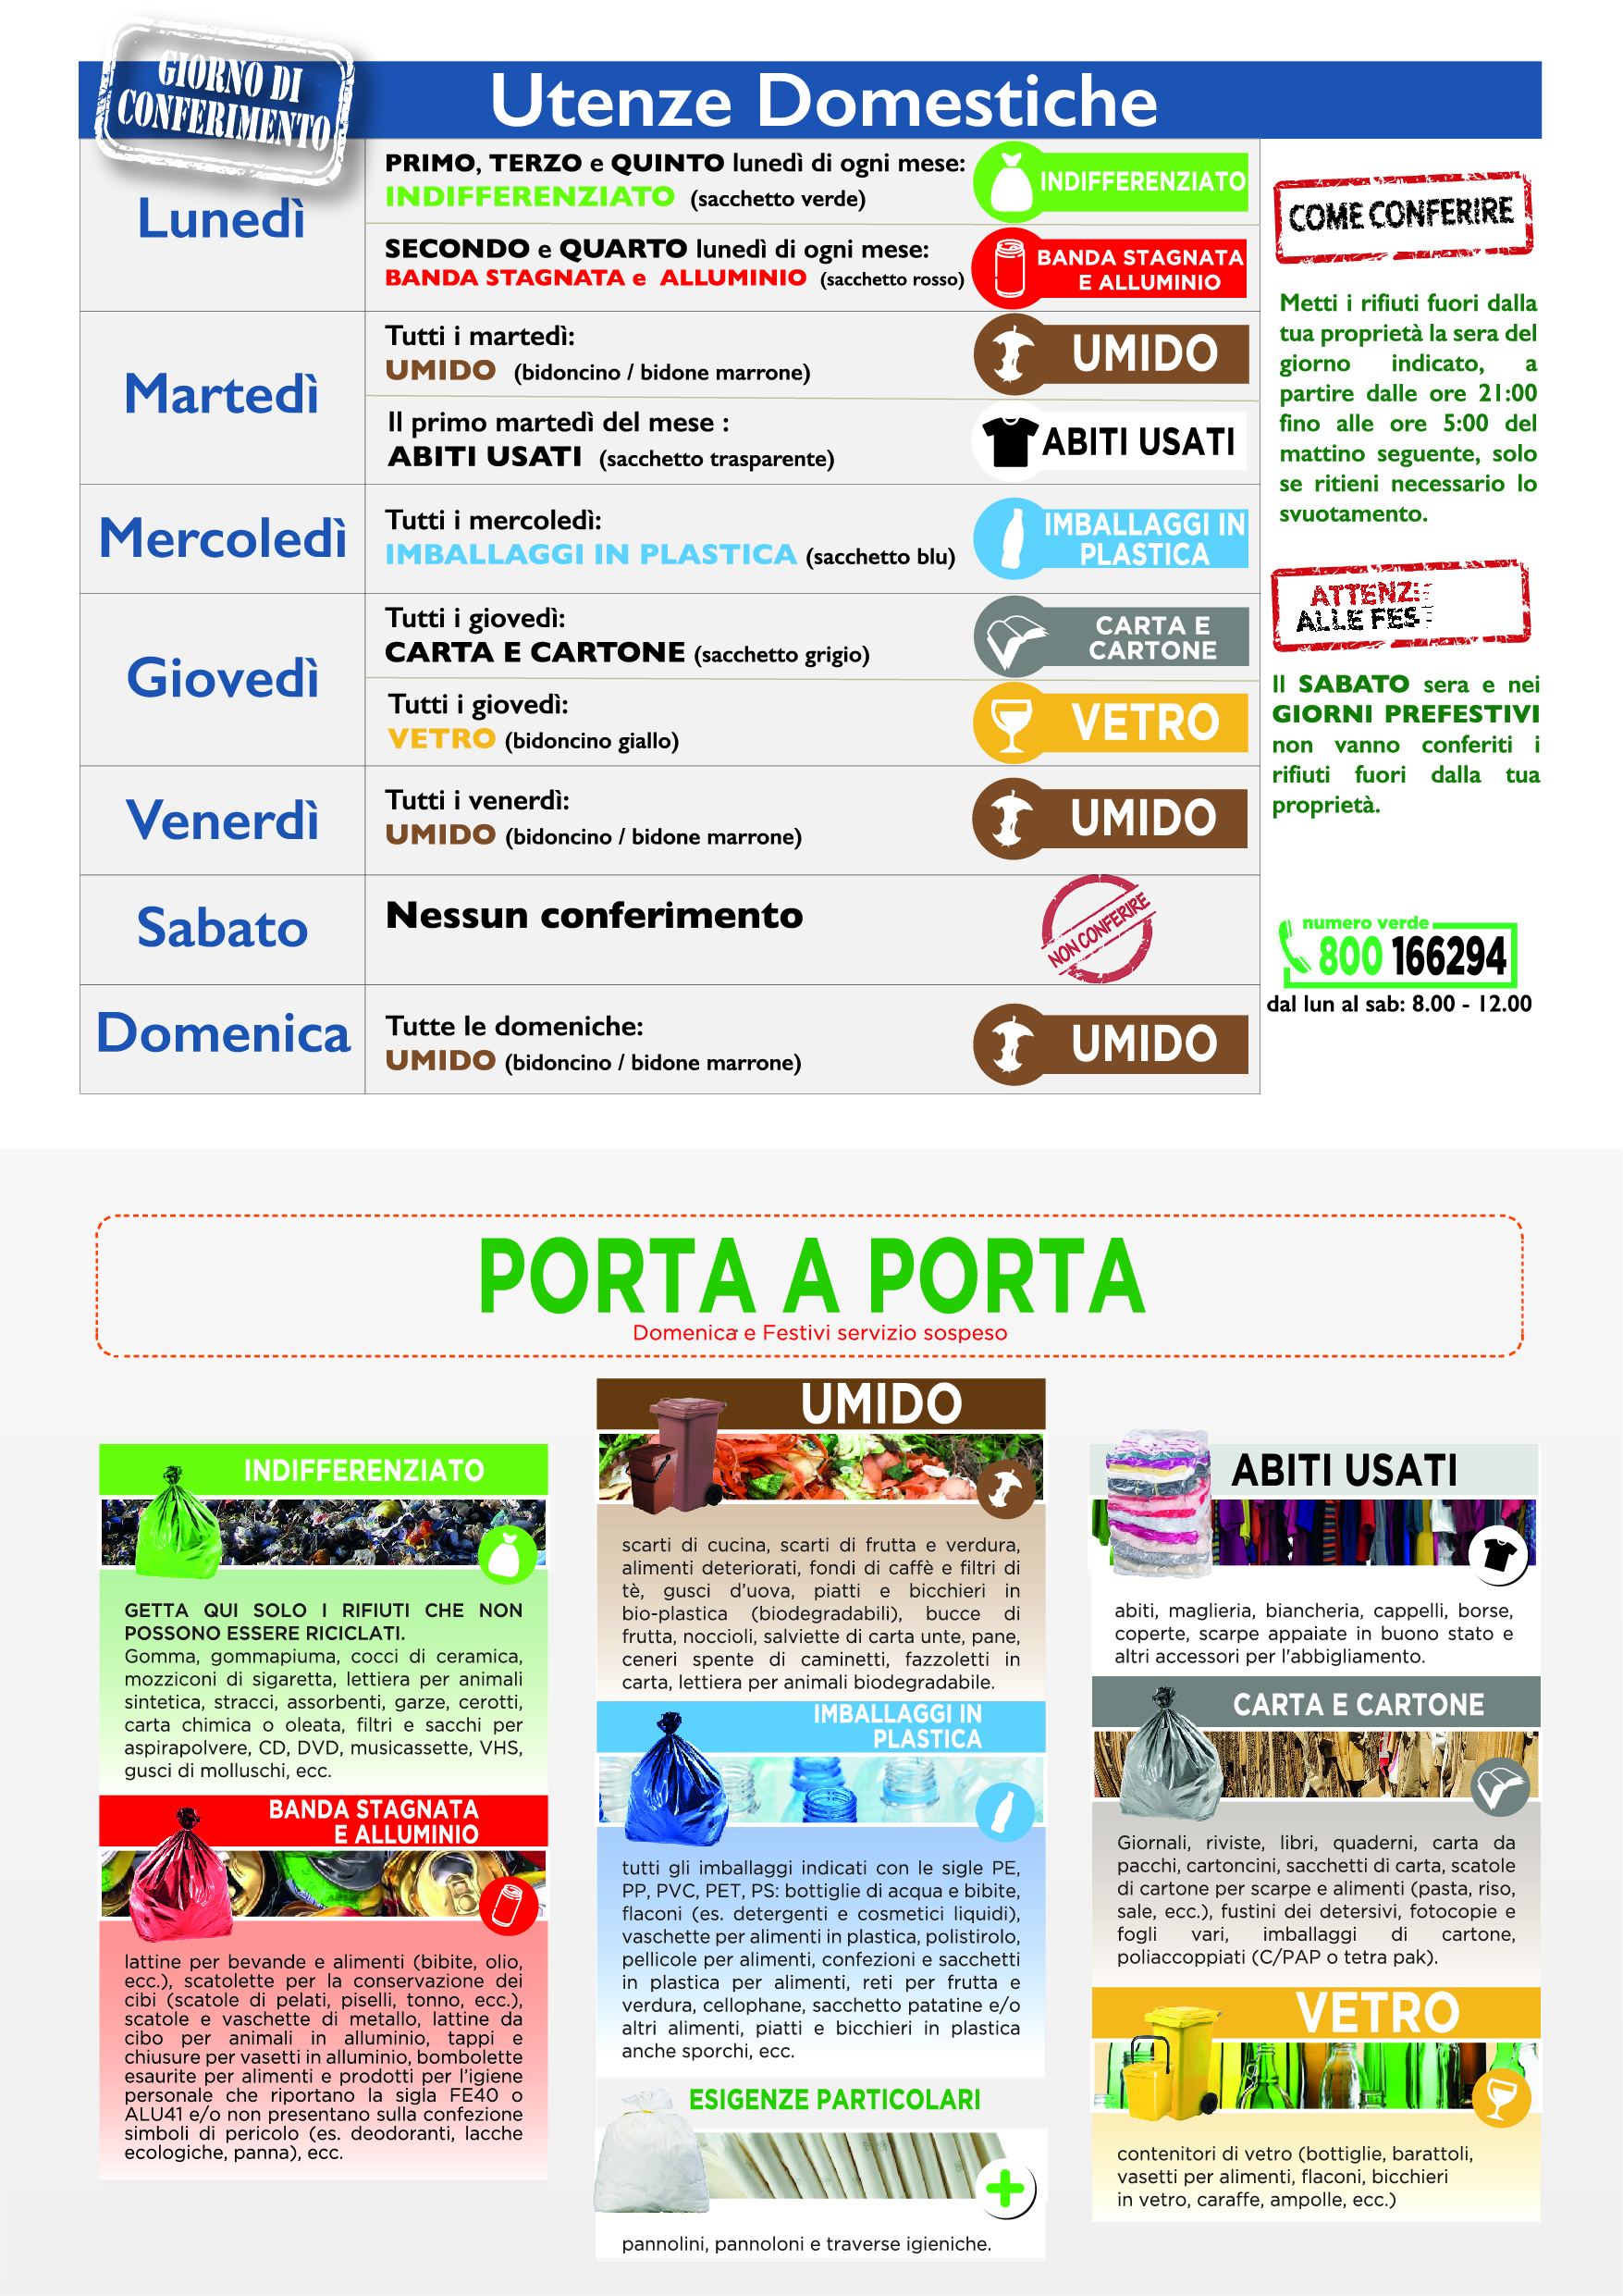 GIORNO DI
CONFERIMENTO
Utenze Domestiche
Lunedì
PRIMO, TERZO e QUINTO lunedì di ogni mese:
INDIFFERENZIATO (sacchetto verde)
INDIFFERENZIATO
SECONDO e QUARTO lunedì di ogni mese:
BANDA STAGNATA e ALLUMINIO (sacchetto rosso)
BANDA STAGNATA
E ALLUMINIO
Martedì
Tutti i martedì:
UMIDO (bidoncino / bidone marrone)
UMIDO
Il primo martedì del mese :
ABITI USATI (sacchetto trasparente)
ABITI USATI
Mercoledì
Tutti i mercoledì:
IMBALLAGGI IN PLASTICA (sacchetto blu)
IMBALLAGGI IN
PLASTICA
Giovedì
Tutti i giovedì:
CARTA E CARTONE (sacchetto grigio)
CARTA E
CARTONE
Tutti i giovedì:
VETRO (bidoncino giallo)
VETRO
Venerdì
Tutti i venerdì:
UMIDO (bidoncino / bidone marrone)
UMIDO
Sabato
Nessun conferimento
NON CONFERIRE
Domenica
Tutte le domeniche:
UMIDO (bidoncino / bidone marrone)
UMIDO
COME CONFERIRE
Metti i rifiuti fuori dalla
tua proprietà la sera del
giorno indicato, a
partire dalle ore 21:00
fino alle ore 5:00 del
mattino seguente, solo
se ritieni necessario lo
svuotamento.
ATTENZ
ALLE FES
Il SABATO sera e nei
GIORNI PREFESTIVI
non vanno conferiti i
rifiuti fuori dalla tua
proprietà.
numero verde
800 166294
dal lun al sab: 8.00 - 12.00
PORTA A PORTA
Domenica e Festivi servizio sospeso
INDIFFERENZIATO
GETTA QUI SOLO I RIFIUTI CHE NON
POSSONO ESSERE RICICLATI.
Gomma, gommapiuma, cocci di ceramica,
mozziconi di sigaretta, lettiera per animali
sintetica, stracci, assorbenti, garze, cerotti,
carta chimica o oleata, filtri e sacchi per
aspirapolvere, CD, DVD, musicassette, VHS,
gusci di molluschi, ecc.
BANDA STAGNATA
E ALLUMINIO
lattine per bevande e alimenti (bibite, olio,
ecc.), scatolette per la conservazione dei
cibi (scatole di pelati, piselli, tonno, ecc.),
scatole e vaschette di metallo, lattine da
cibo per animali in alluminio, tappi e
chiusure per vasetti in alluminio, bombolette
esaurite per alimenti e prodotti per l'igiene
personale che riportano la sigla FE40 o
ALU41 e/o non presentano sulla confezione
simboli di pericolo (es. deodoranti, lacche
ecologiche, panna), ecc.
UMIDO
scarti di cucina, scarti di frutta e verdura,
alimenti deteriorati, fondi di caffè e filtri di
tè, gusci d'uova, piatti e bicchieri in
bio-plastica (biodegradabili), bucce di
frutta, noccioli, salviette di carta unte, pane,
ceneri spente di caminetti, fazzoletti in
carta, lettiera per animali biodegradabile.
IMBALLAGGI IN
PLASTICA
tutti gli imballaggi indicati con le sigle PE,
PP, PVC, PET, PS: bottiglie di acqua e bibite,
flaconi (es. detergenti e cosmetici liquidi),
vaschette per alimenti in plastica, polistirolo,
pellicole per alimenti, confezioni e sacchetti
in plastica per alimenti, reti per frutta e
verdura, cellophane, sacchetto patatine e/o
altri alimenti, piatti e bicchieri in plastica
anche sporchi, ecc.
ESIGENZE PARTICOLARI
pannolini, pannoloni e traverse igieniche.
ABITI USATI
abiti, maglieria, biancheria, cappelli, borse,
coperte, scarpe appaiate in buono stato e
altri accessori per l'abbigliamento.
CARTA E CARTONE
Giornali, riviste, libri, quaderni, carta da
pacchi, cartoncini, sacchetti di carta, scatole
di cartone per scarpe e alimenti (pasta, riso,
sale, ecc.), fustini dei detersivi, fotocopie e
fogli vari, imballaggi di cartone,
poliaccoppiati (C/PAP o tetra pak).
VETRO
contenitori di vetro (bottiglie, barattoli,
vasetti per alimenti, flaconi, bicchieri
in vetro, caraffe, ampolle, ecc.)